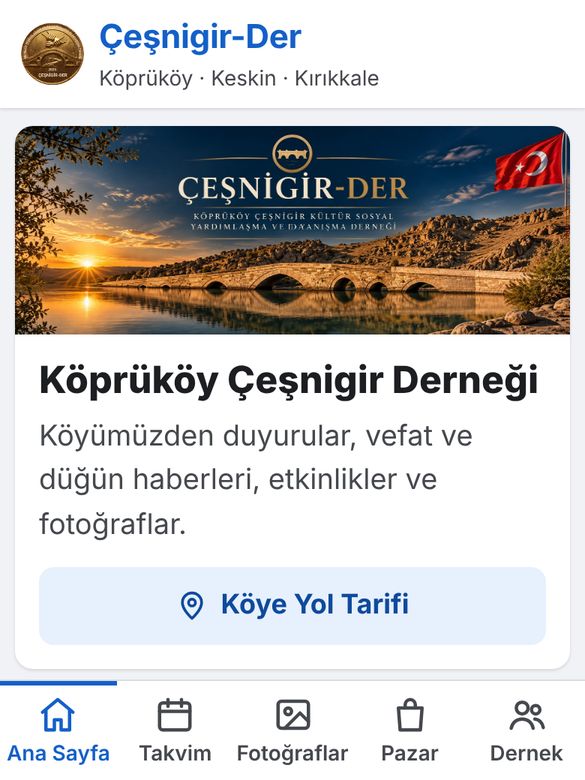 Çeşnigir-Der
Köprüköy · Keskin · Kırıkkale
ÇEŞNİGİR-DER
KÖPRÜKÖY ÇEŞNİGİR KÜLTÜR SOSYAL
YARDIMLAŞMA VE DAYANIŞMA DERNEĞİ
Köprüköy Çeşnigir Derneği
Köyümüzden duyurular, vefat ve
düğün haberleri, etkinlikler ve
fotoğraflar.
Köye Yol Tarifi
Ana Sayfa
Takvim
Fotoğraflar
Pazar
Dernek